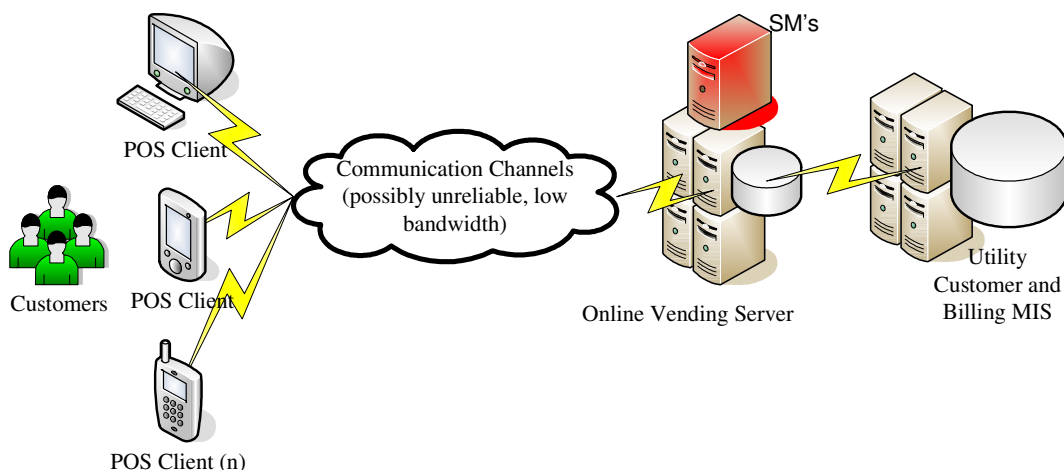 SM's
POS Client
Communication Channels
(possibly unreliable, low
bandwidth)
POS Client
Customers
Online Vending Server
Utility
Customer and
Billing MIS
POS Client (n)